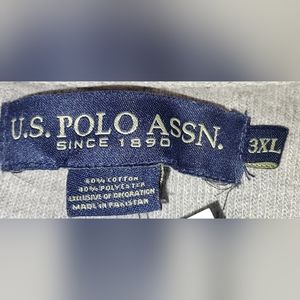 U.S. POLO ASSN.
SINCE 1890
3XL
60% COTTON
40% POLYESTER
EXCLUSIVE OF DECORATION
MADE IN PAKISTAN